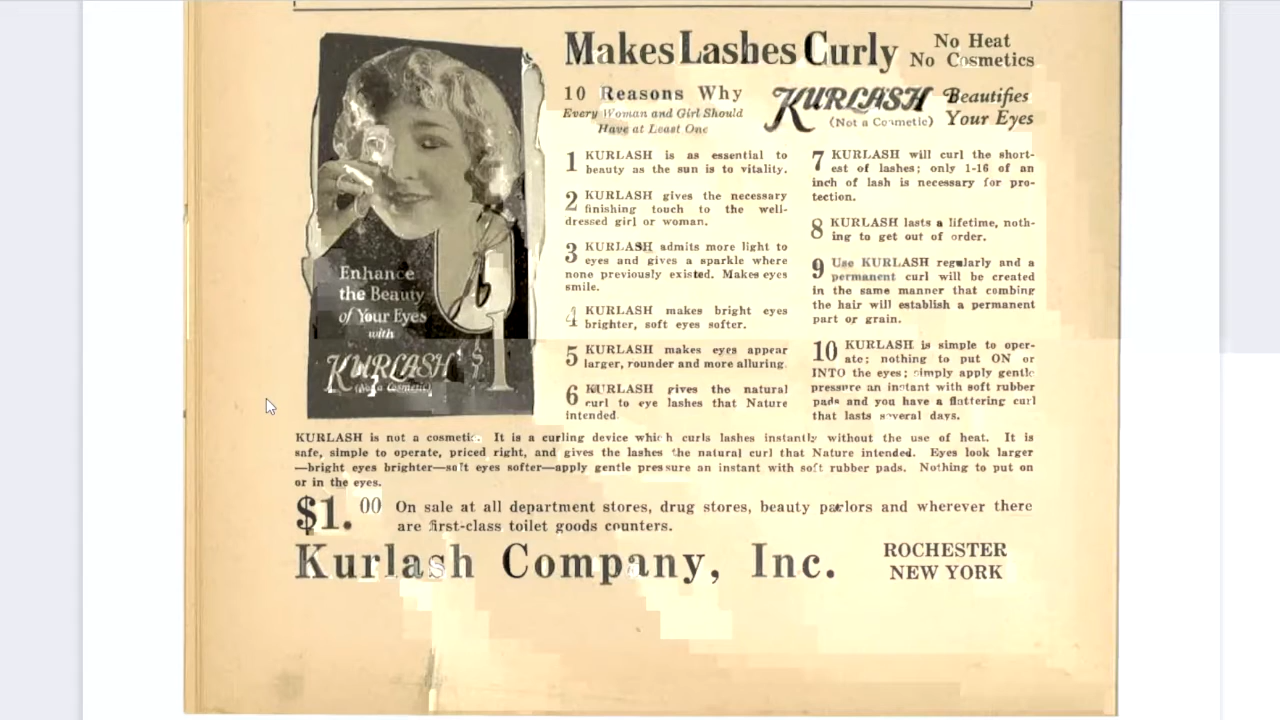 Makes Lashes Curly
No Heat
No Cosmetics
10 Reasons Why
Every Woman and Girl Should
Have at Least One
KURLASH
(Not a Cosmetic)
Beautifies
Your Eyes
1 KURLASH is as essential to
beauty as the sun is to vitality.
2 KURLASH gives the necessary
finishing touch to the well-
dressed girl or woman.
3 KURLASH admits more light to
eyes and gives a sparkle where
none previously existed. Makes eyes
smile.
4 KURLASH makes bright eyes
brighter, soft eyes softer.
5 KURLASH makes eyes appear
larger, rounder and more alluring.
6 KURLASH gives the natural
curl to eye lashes that Nature
intended.
7 KURLASH will curl the short-
est of lashes; only 1-16 of an
inch of lash is necessary for pro-
tection.
8 KURLASH lasts a lifetime, noth-
ing to get out of order.
9 Use KURLASH regularly and a
permanent curl will be created
in the same manner that combing
the hair will establish a permanent
part or grain.
10 KURLASH is simple to oper-
ate; nothing to put ON or
INTO the eyes; simply apply gentle
pressure an instant with soft rubber
pads and you have a flattering curl
that lasts several days.
Enhance
the Beauty
of Your Eyes
with
KURLASH
(Not a Cosmetic)
$1
KURLASH is not a cosmetic. It is a curling device which curls lashes instantly without the use of heat. It is
safe, simple to operate, priced right, and gives the lashes the natural curl that Nature intended. Eyes look larger
—bright eyes brighter—soft eyes softer—apply gentle pressure an instant with soft rubber pads. Nothing to put on
or in the eyes.
$1.00 On sale at all department stores, drug stores, beauty parlors and wherever there
are first-class toilet goods counters.
Kurlash Company, Inc.
ROCHESTER
NEW YORK